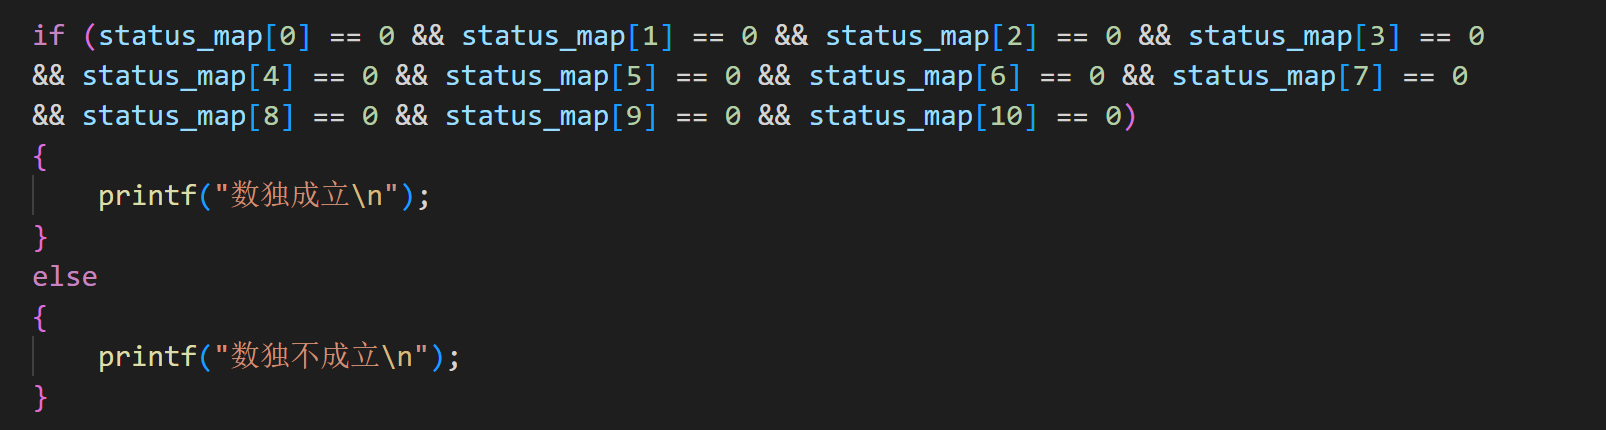 if (status_map[0] == 0 && status_map[1] == 0 && status_map[2] == 0 && status_map[3] == 0
&& status_map[4] == 0 && status_map[5] == 0 && status_map[6] == 0 && status_map[7] == 0
&& status_map[8] == 0 && status_map[9] == 0 && status_map[10] == 0)
{
    printf("数独成立\n");
}
else
{
    printf("数独不成立\n");
}